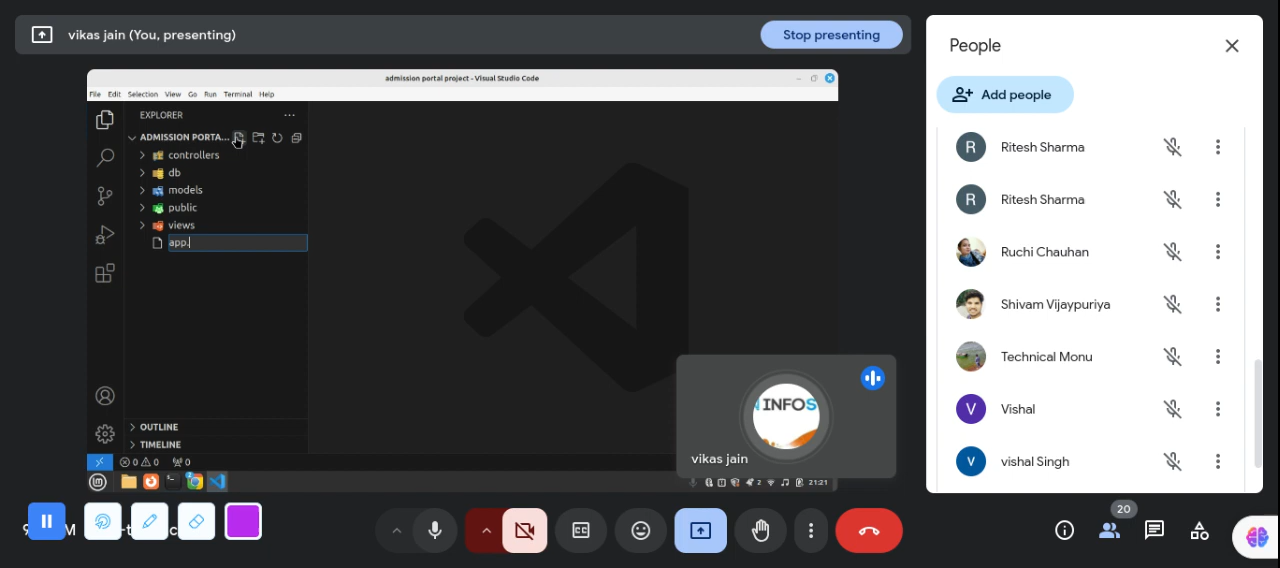 vikas jain (You, presenting)
Stop presenting
admission portal project - Visual Studio Code
File Edit Selection View Go Run Terminal Help
EXPLORER
ADMISSION PORTA...
controllers
db
models
public
views
app.
OUTLINE
TIMELINE
0 0 0
21:21
INFOS
vikas jain
People
Add people
R Ritesh Sharma
R Ritesh Sharma
Ruchi Chauhan
Shivam Vijaypuriya
Technical Monu
V Vishal
v vishal Singh
20